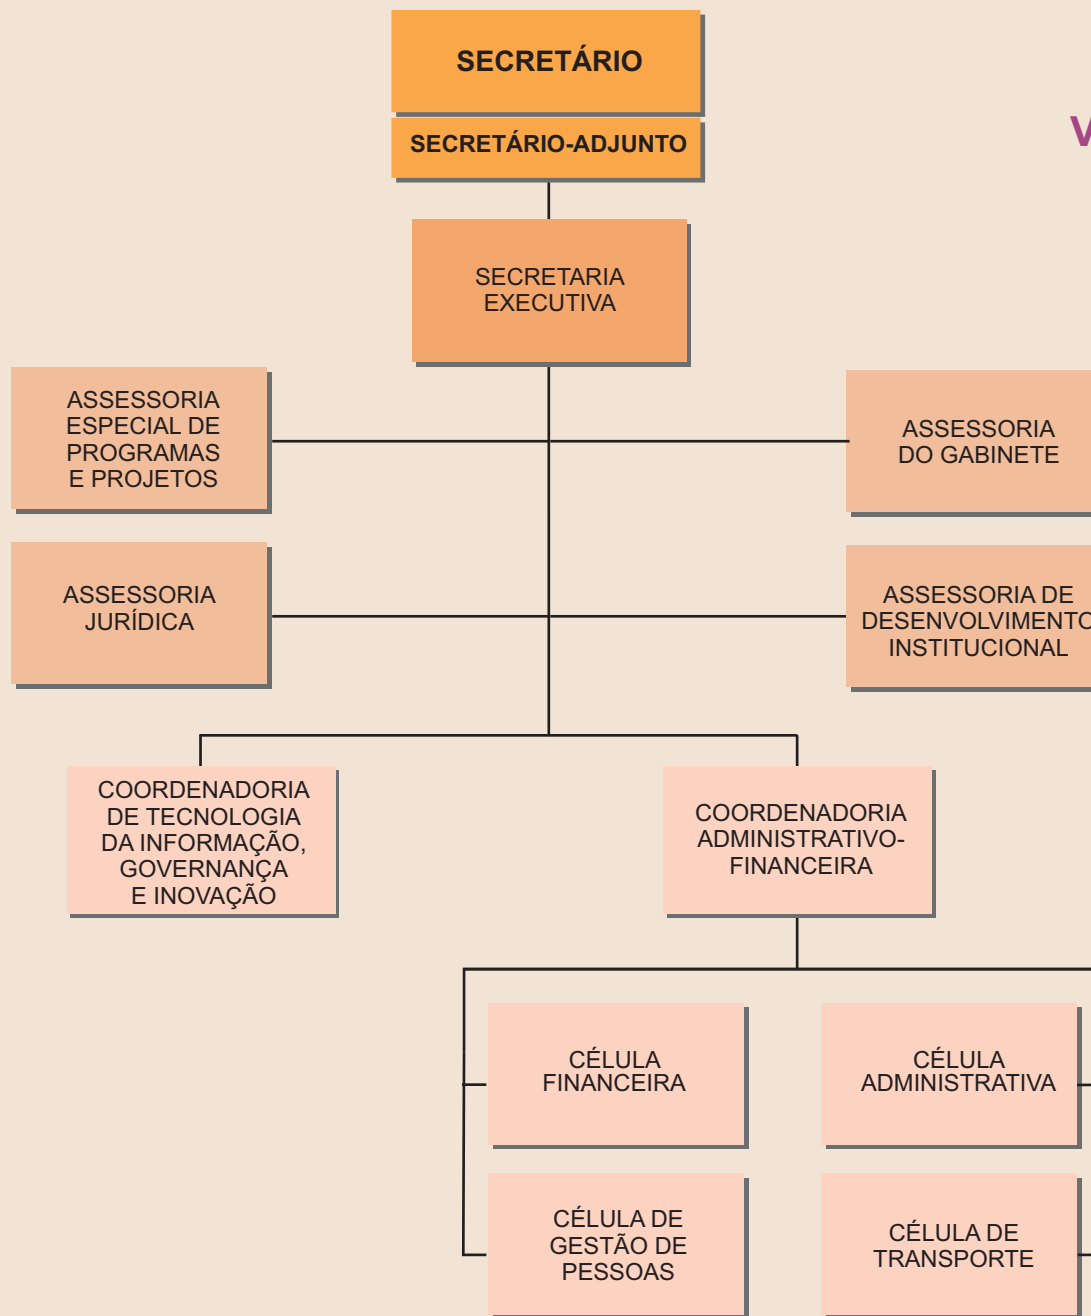 SECRETÁRIO
V
SECRETÁRIO-ADJUNTO
SECRETARIA
EXECUTIVA
ASSESSORIA
ESPECIAL DE
PROGRAMAS
E PROJETOS
ASSESSORIA
DO GABINETE
ASSESSORIA
JURÍDICA
ASSESSORIA DE
DESENVOLVIMENTO
INSTITUCIONAL
COORDENADORIA
DE TECNOLOGIA
DA INFORMAÇÃO,
GOVERNANÇA
E INOVAÇÃO
COORDENADORIA
ADMINISTRATIVO-
FINANCEIRA
CÉLULA
FINANCEIRA
CÉLULA
ADMINISTRATIVA
CÉLULA DE
GESTÃO DE
PESSOAS
CÉLULA DE
TRANSPORTE